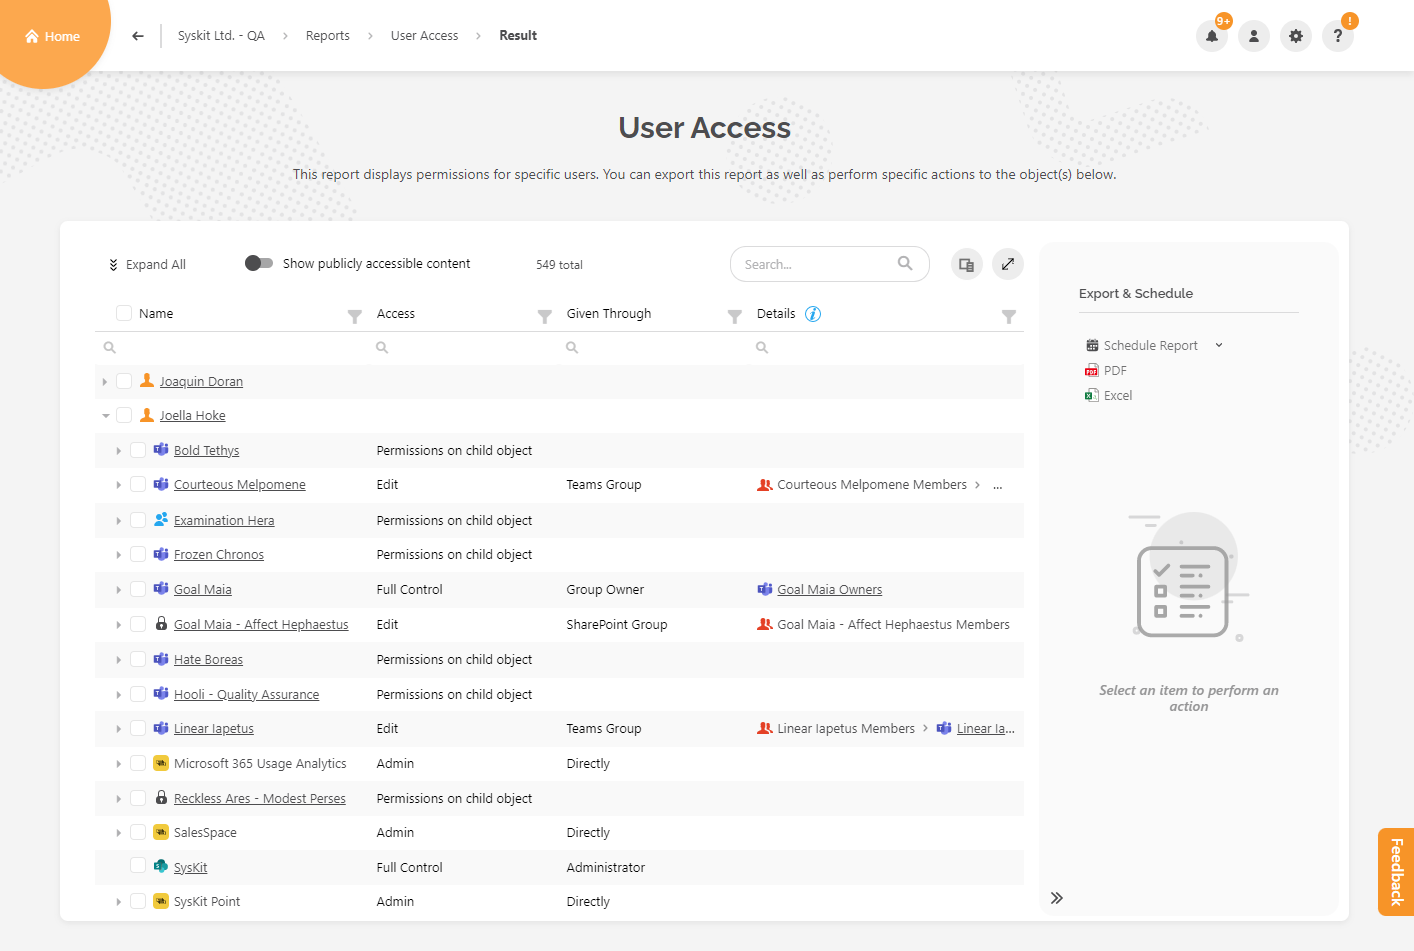 Home
Syskit Ltd. - QA > Reports > User Access > Result
9+
!
?
User Access
This report displays permissions for specific users. You can export this report as well as perform specific actions to the object(s) below.
Expand All
Show publicly accessible content
549 total
Search...
Name Access Given Through Details i
Joaquin Doran
Joella Hoke
Bold Tethys Permissions on child object
Courteous Melpomene Edit Teams Group Courteous Melpomene Members > ...
Examination Hera Permissions on child object
Frozen Chronos Permissions on child object
Goal Maia Full Control Group Owner Goal Maia Owners
Goal Maia - Affect Hephaestus Edit SharePoint Group Goal Maia - Affect Hephaestus Members
Hate Boreas Permissions on child object
Hooli - Quality Assurance Permissions on child object
Linear Iapetus Edit Teams Group Linear Iapetus Members > Linear Ia...
Microsoft 365 Usage Analytics Admin Directly
Reckless Ares - Modest Perses Permissions on child object
SalesSpace Admin Directly
SysKit Full Control Administrator
SysKit Point Admin Directly
Export & Schedule
Schedule Report
PDF
Excel
Select an item to perform an
action
Feedback